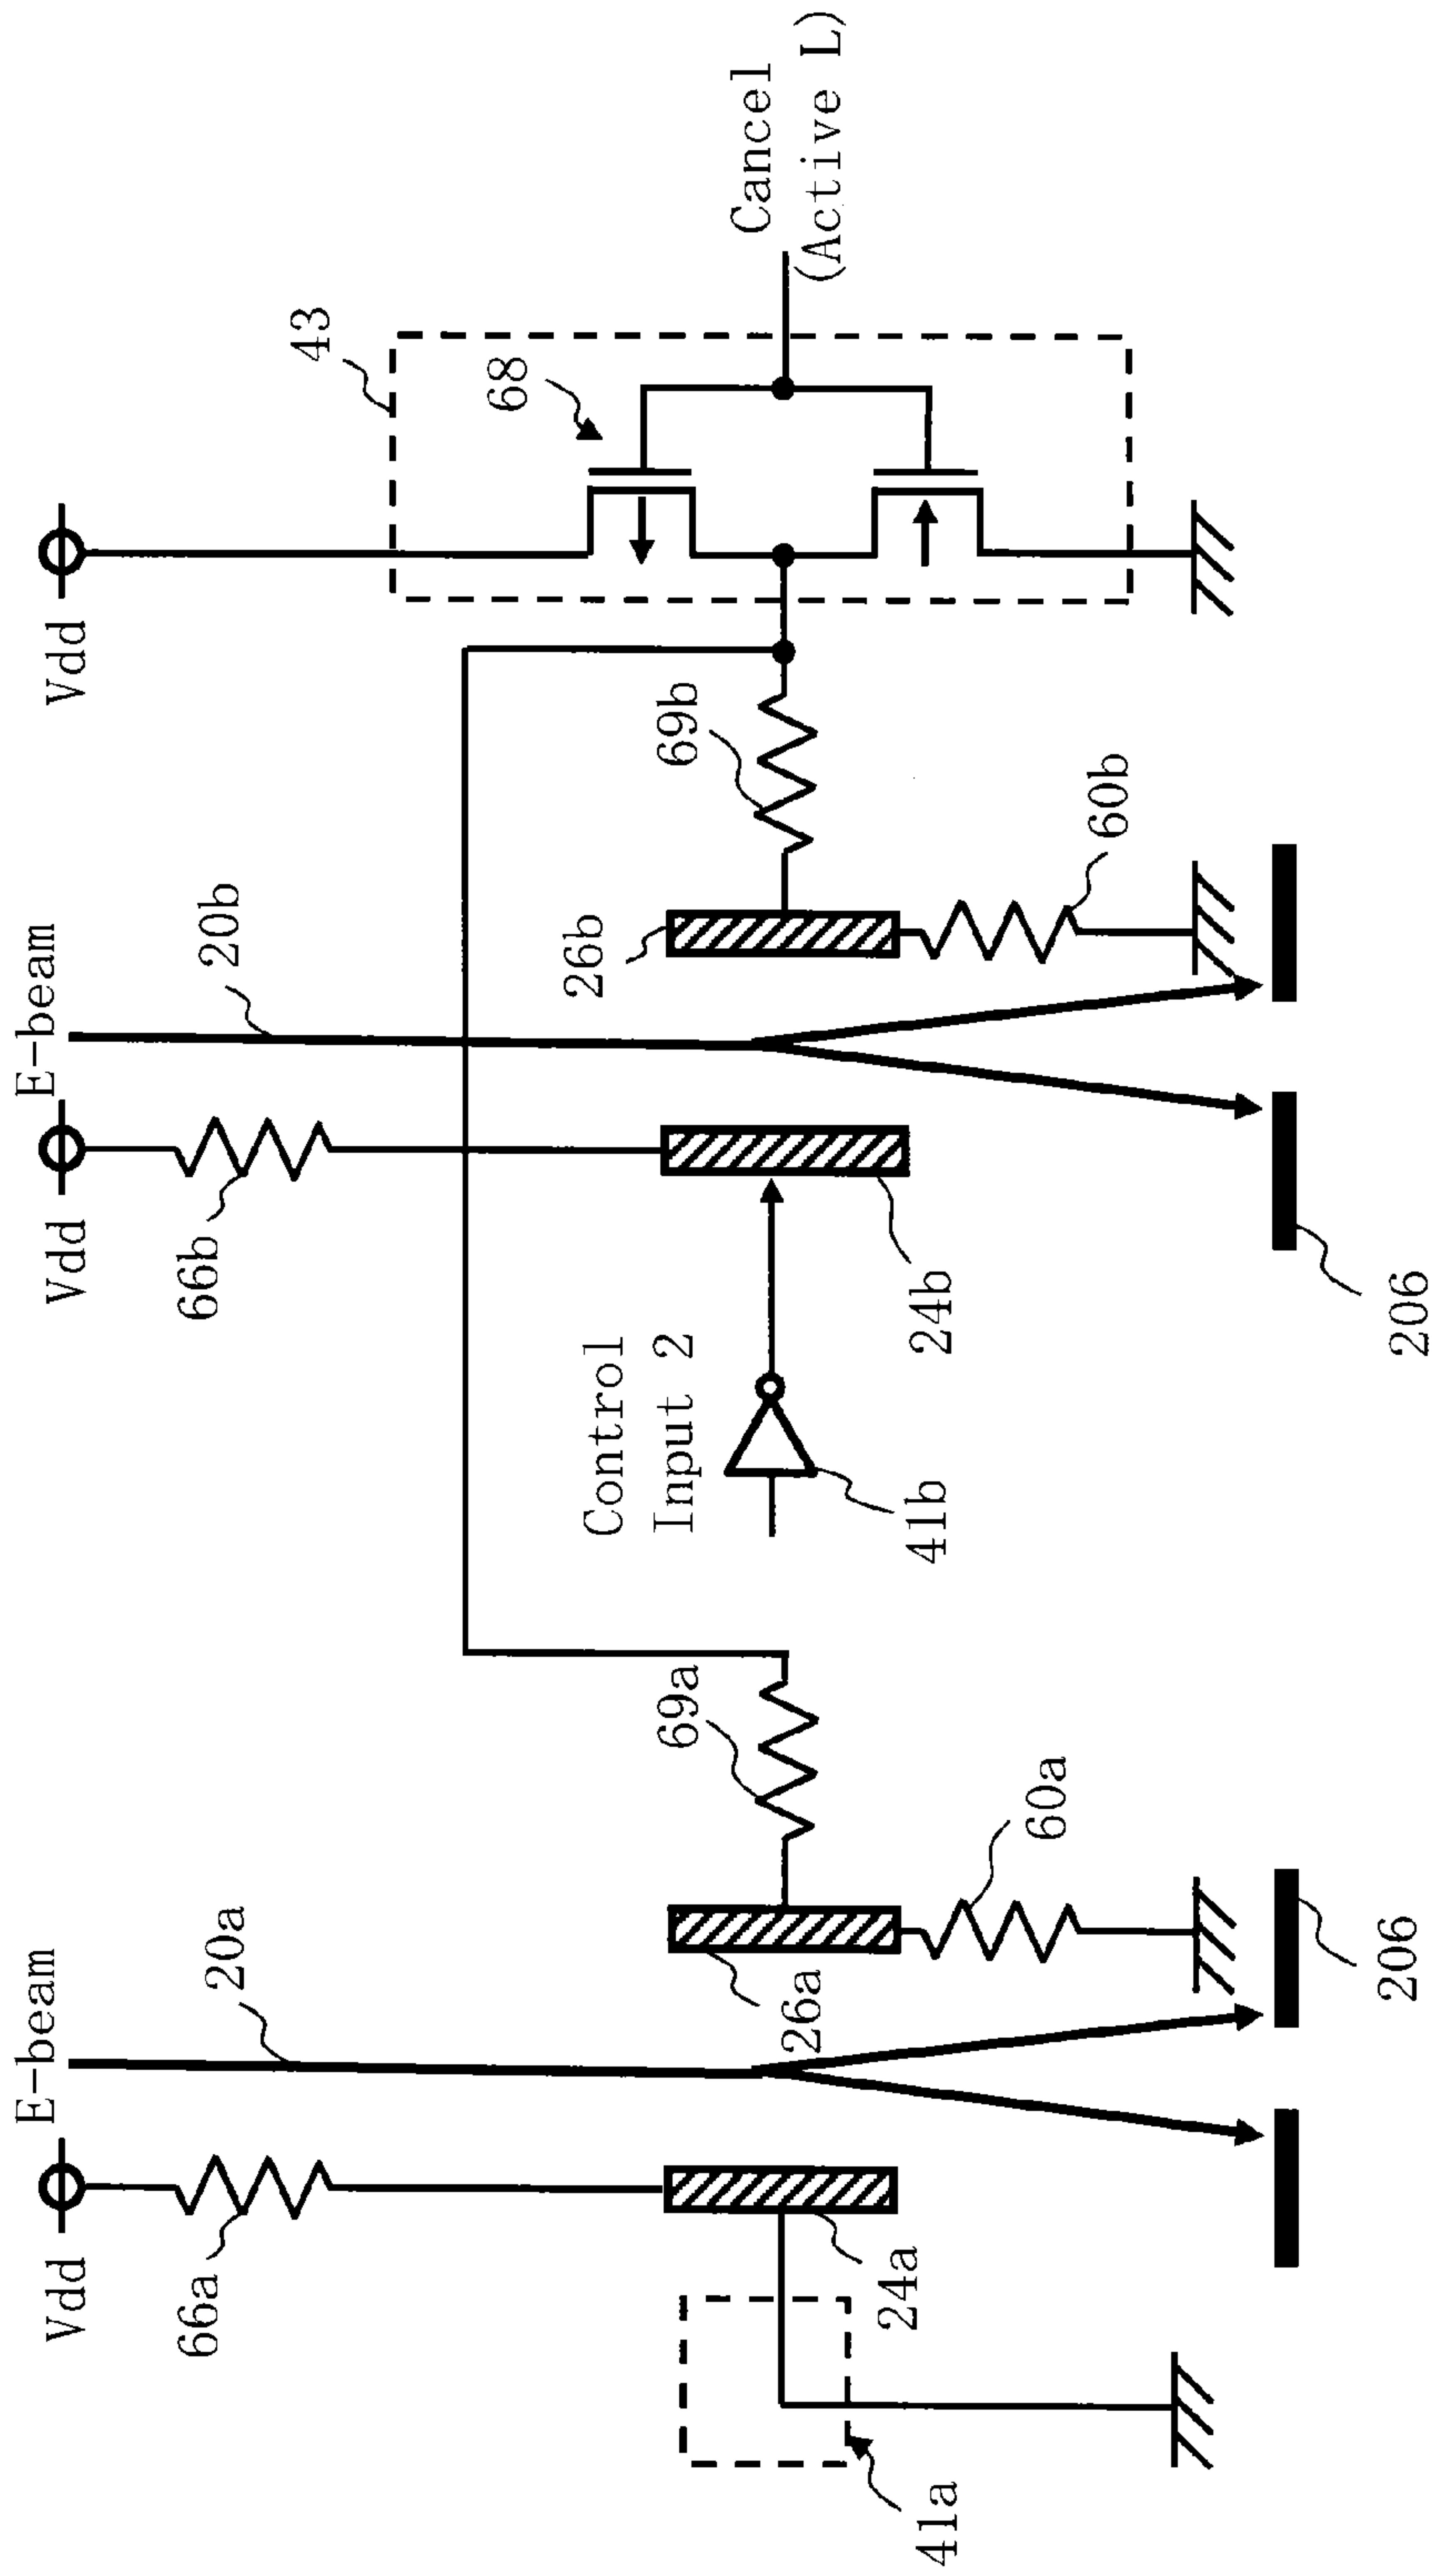 Vdd
E-beam
Vdd
E-beam
Vdd
66a
20a
66b
20b
43
68
Control
Input 2
Cancel
(Active L)
69a
26b
69b
26a
24a
41a
41b
24b
60a
60b
206
206